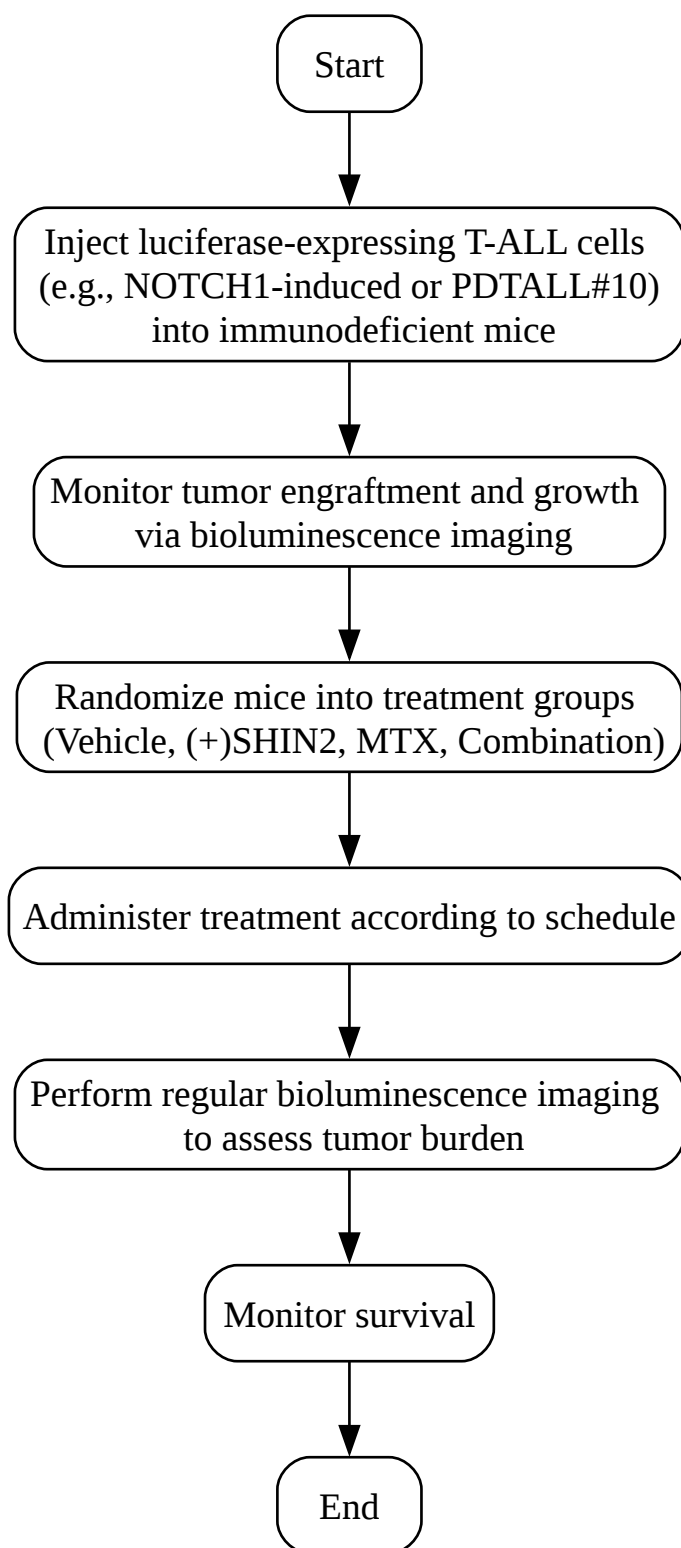 Start
Inject luciferase-expressing T-ALL cells
(e.g., NOTCH1-induced or PDTALL#10)
into immunodeficient mice
Monitor tumor engraftment and growth
via bioluminescence imaging
Randomize mice into treatment groups
(Vehicle, (+)SHIN2, MTX, Combination)
Administer treatment according to schedule
Perform regular bioluminescence imaging
to assess tumor burden
Monitor survival
End